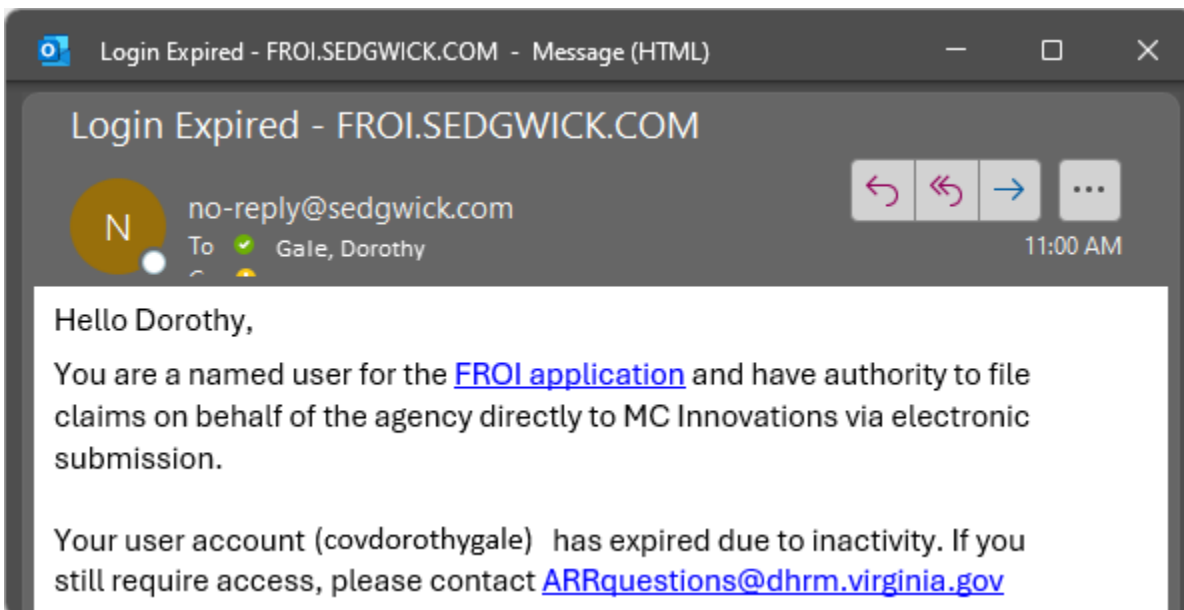 Login Expired - FROI.SEDGWICK.COM - Message (HTML)
Login Expired - FROI.SEDGWICK.COM
N
no-reply@sedgwick.com
To Gale, Dorothy
11:00 AM
Hello Dorothy,
You are a named user for the FROI application and have authority to file
claims on behalf of the agency directly to MC Innovations via electronic
submission.
Your user account (covdorothygale) has expired due to inactivity. If you
still require access, please contact ARRquestions@dhrm.virginia.gov